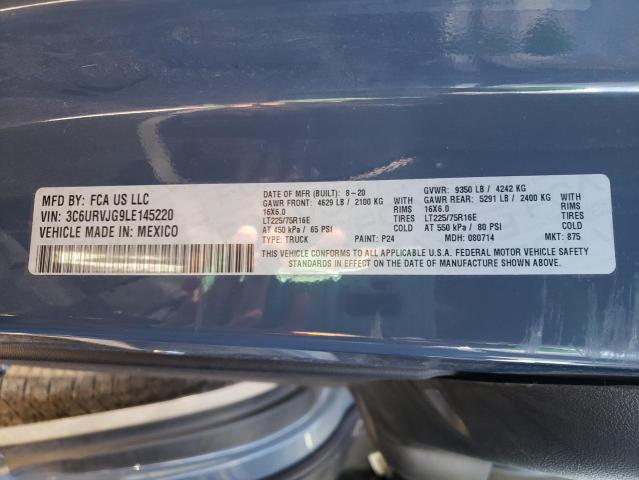 MFD BY: FCA US LLC
VIN: 3C6URVJG9LE145220
VEHICLE MADE IN: MEXICO
DATE OF MFR (BUILT): 8-20
GAWR FRONT: 4629 LB / 2100 KG
16X6.0
LT225/75R16E TIRES
AT 450 kPa / 65 PSI COLD
TYPE: TRUCK PAINT: P24
GVWR: 9350 LB / 4242 KG
GAWR REAR: 5291 LB / 2400 KG
16X6.0
LT225/75R16E TIRES
AT 550 kPa / 80 PSI COLD
MDH: 080714 MKT: 875
THIS VEHICLE CONFORMS TO ALL APPLICABLE U.S.A. FEDERAL MOTOR VEHICLE SAFETY
STANDARDS IN EFFECT ON THE DATE OF MANUFACTURE SHOWN ABOVE.